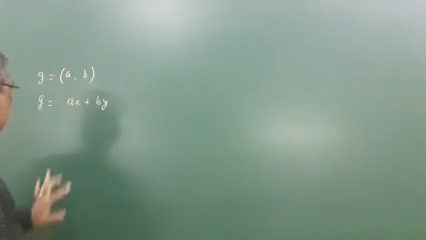 g = (a, b)
g = ax + by